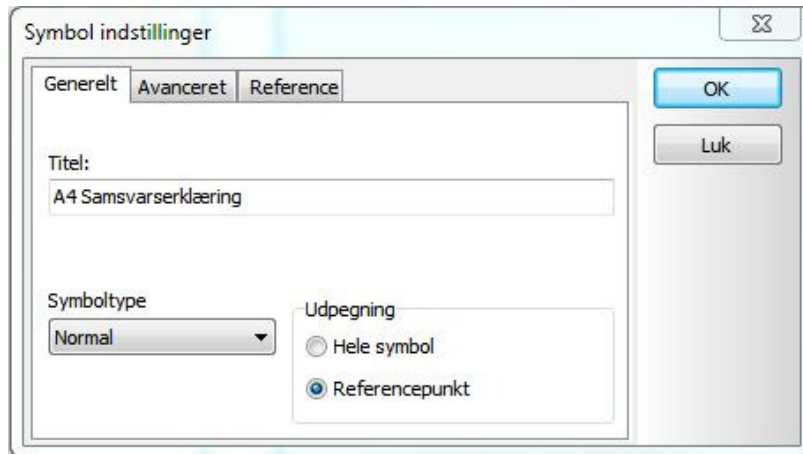 Symbol indstillinger
Generelt Avanceret Reference
OK
Luk
Titel:
A4 Samsvarserklæring
Symboltype
Normal
Udpegning
Hele symbol
Referencepunkt